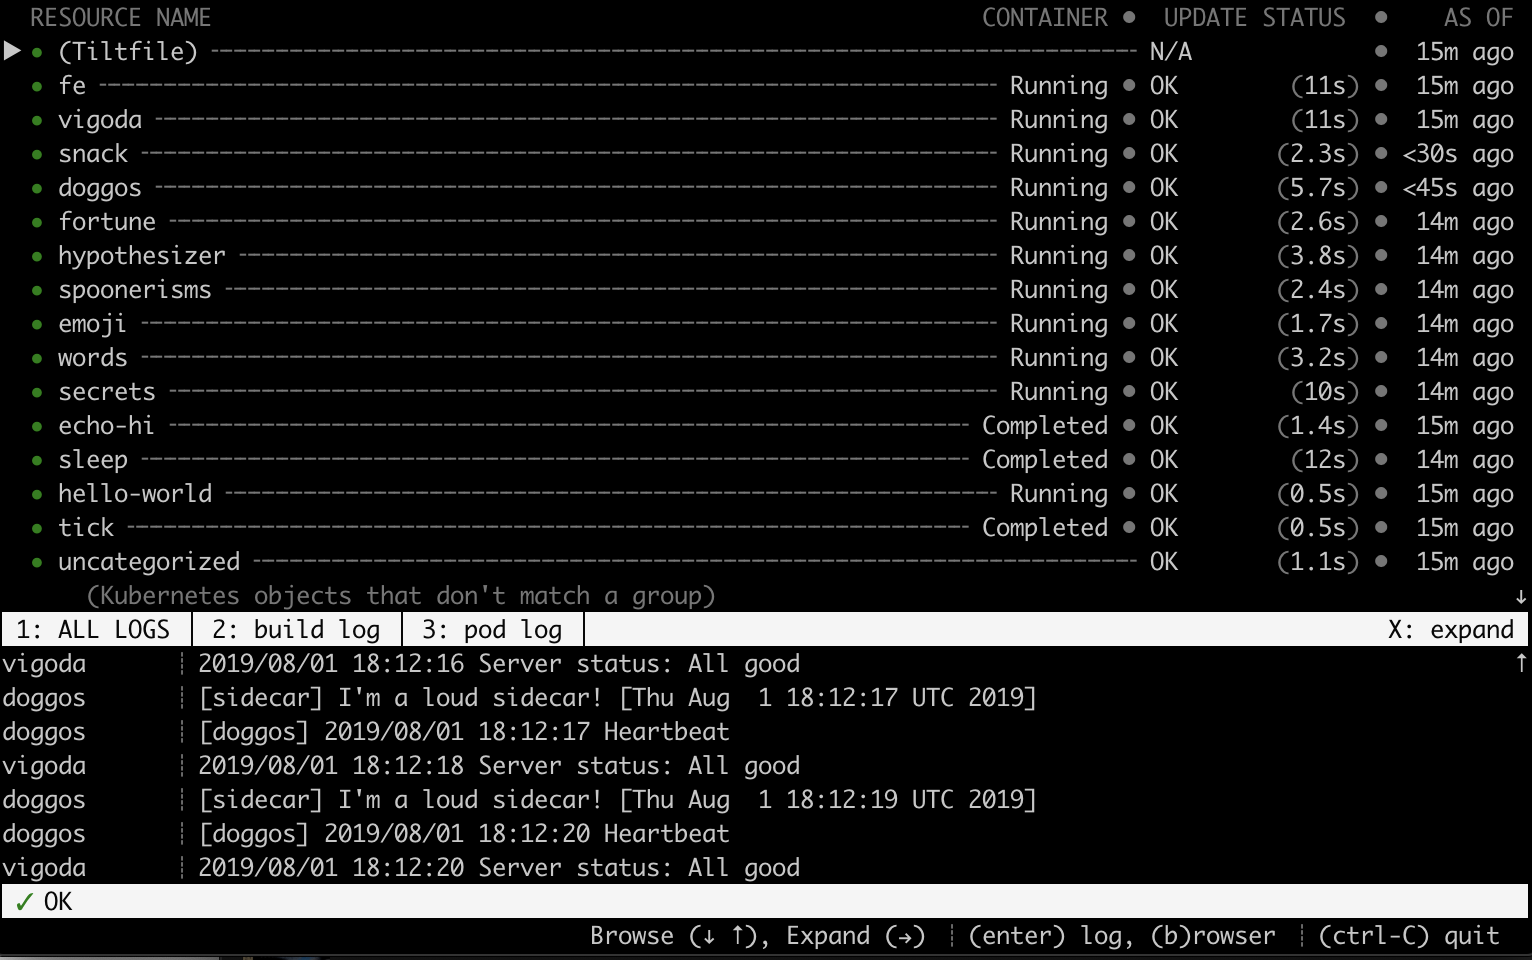 RESOURCE NAME CONTAINER ● UPDATE STATUS ● AS OF
▶ ● (Tiltfile) N/A ● 15m ago
● fe Running ● OK (11s) ● 15m ago
● vigoda Running ● OK (11s) ● 15m ago
● snack Running ● OK (2.3s) ● <30s ago
● doggos Running ● OK (5.7s) ● <45s ago
● fortune Running ● OK (2.6s) ● 14m ago
● hypothesizer Running ● OK (3.8s) ● 14m ago
● spoonerisms Running ● OK (2.4s) ● 14m ago
● emoji Running ● OK (1.7s) ● 14m ago
● words Running ● OK (3.2s) ● 14m ago
● secrets Running ● OK (10s) ● 14m ago
● echo-hi Completed ● OK (1.4s) ● 15m ago
● sleep Completed ● OK (12s) ● 14m ago
● hello-world Running ● OK (0.5s) ● 15m ago
● tick Completed ● OK (0.5s) ● 15m ago
● uncategorized OK (1.1s) ● 15m ago
(Kubernetes objects that don't match a group) ↓
1: ALL LOGS │ 2: build log │ 3: pod log │ X: expand
vigoda ┊ 2019/08/01 18:12:16 Server status: All good ↑
doggos ┊ [sidecar] I'm a loud sidecar! [Thu Aug  1 18:12:17 UTC 2019]
doggos ┊ [doggos] 2019/08/01 18:12:17 Heartbeat
vigoda ┊ 2019/08/01 18:12:18 Server status: All good
doggos ┊ [sidecar] I'm a loud sidecar! [Thu Aug  1 18:12:19 UTC 2019]
doggos ┊ [doggos] 2019/08/01 18:12:20 Heartbeat
vigoda ┊ 2019/08/01 18:12:20 Server status: All good
✓ OK
Browse (↓ ↑), Expand (→) ┊ (enter) log, (b)rowser ┊ (ctrl-C) quit